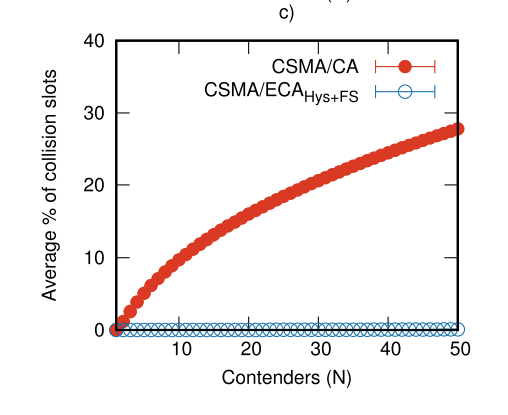 c)
40
30
20
10
0
Average % of collision slots
CSMA/CA
CSMA/ECA_Hys+FS
10 20 30 40 50
Contenders (N)